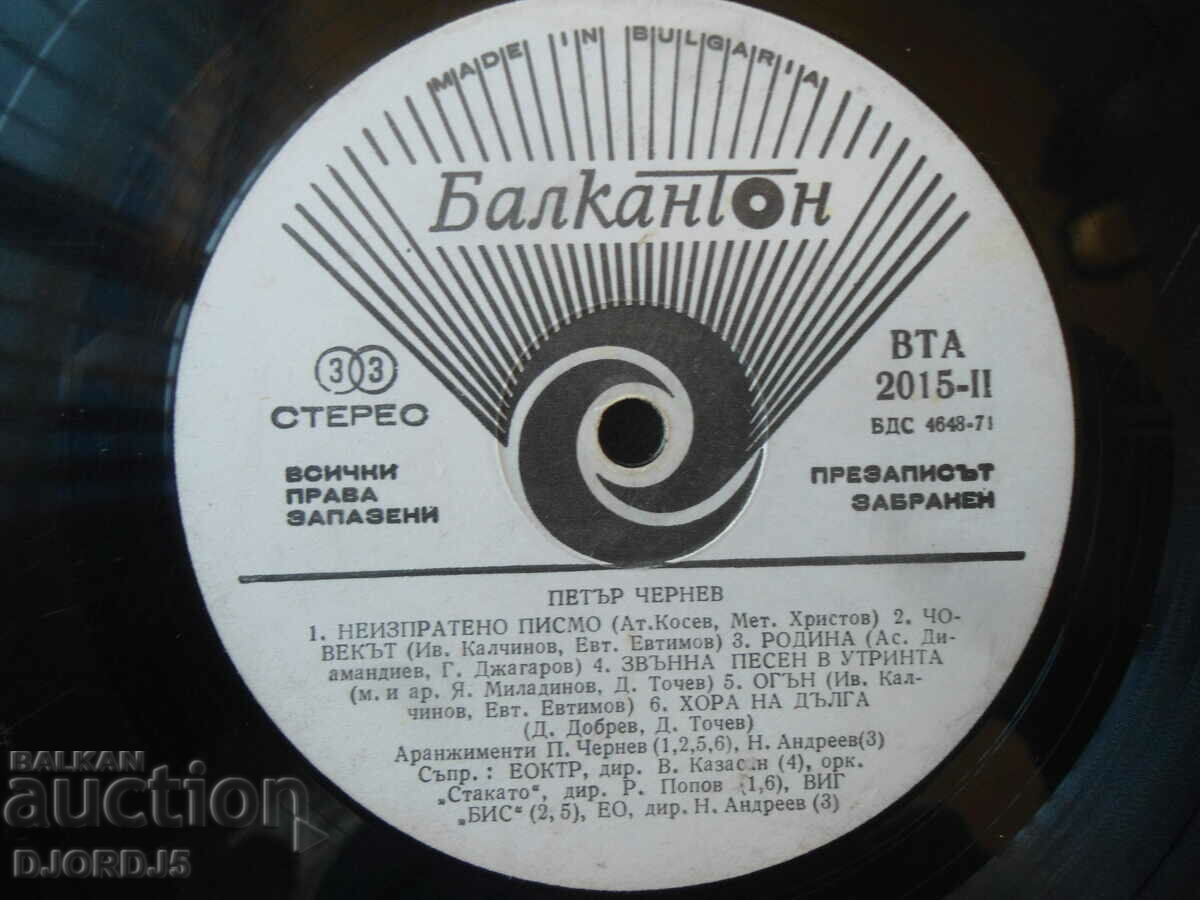 MADE IN BULGARIA
Балкантон
33
СТЕРЕО
ВТА
2015-II
БДС 4648-71
ВСИЧКИ
ПРАВА
ЗАПАЗЕНИ
ПРЕЗАПИСЪТ
ЗАБРАНЕН
ПЕТЪР ЧЕРНЕВ
1. НЕИЗПРАТЕНО ПИСМО (Ат.Косев, Мет. Христов) 2. ЧО-
ВЕКЪТ (Ив. Калчинов, Евт. Евтимов) 3. РОДИНА (Ас. Ди-
амандиев, Г. Джагаров) 4. ЗВЪННА ПЕСЕН В УТРИНТА
(м. и ар. Я. Миладинов, Д. Точев) 5. ОГЪН (Ив. Кал-
чинов, Евт. Евтимов) 6. ХОРА НА ДЪЛГА
(Д. Добрев, Д. Точев)
Аранжименти П. Чернев (1,2,5,6), Н. Андреев(3)
Съпр.: ЕОКТР, дир. В. (4), орк.
„Стакато", дир. Р. Попов (1,6), ВИГ
„БИС" (2, 5), ЕО, дир. Н. Андреев (3)
BALKAN
auction
DJORDJ5